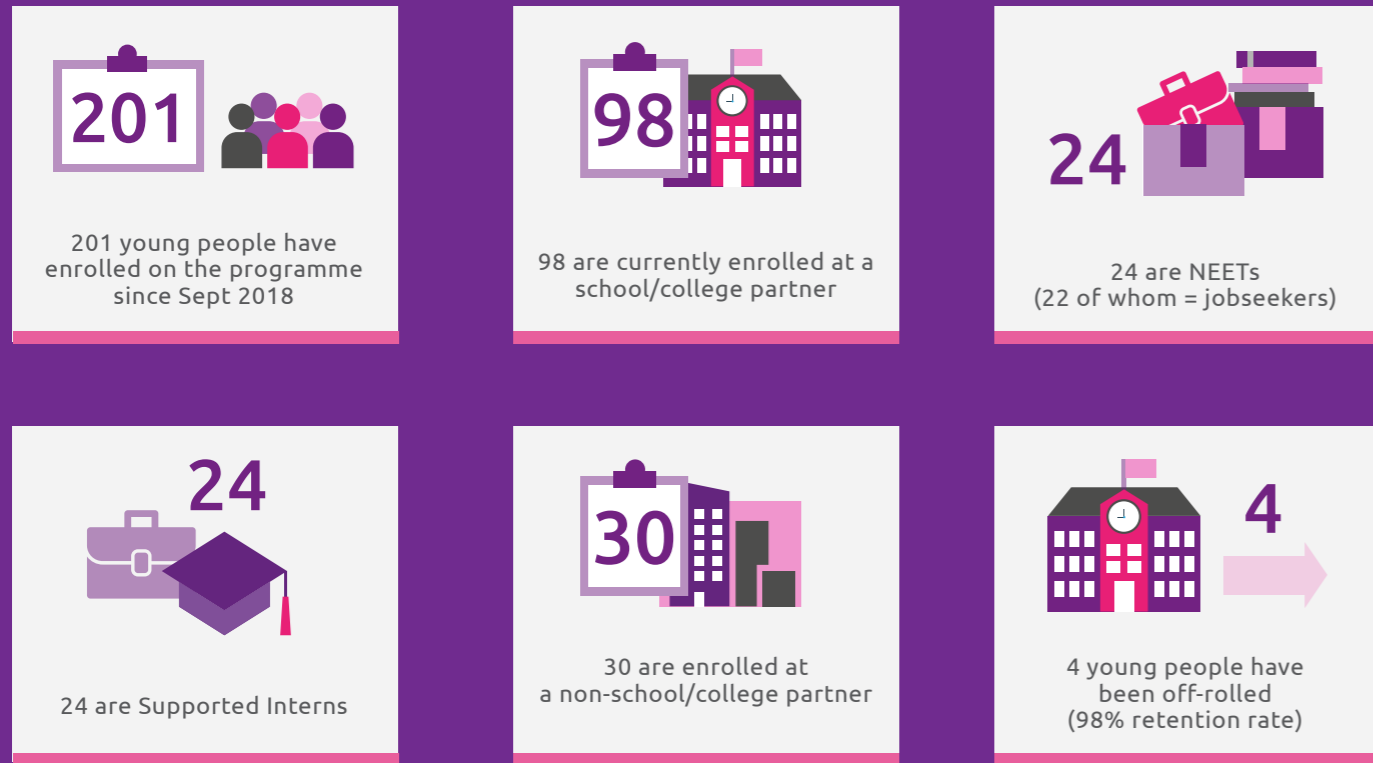 201
201 young people have
enrolled on the programme
since Sept 2018
98
98 are currently enrolled at a
school/college partner
24
24 are NEETs
(22 of whom = jobseekers)
24
24 are Supported Interns
30
30 are enrolled at
a non-school/college partner
4
4 young people have
been off-rolled
(98% retention rate)